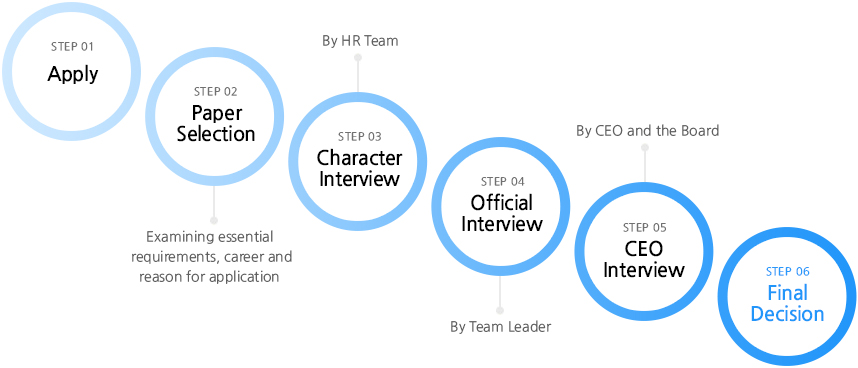 STEP 01
Apply
STEP 02
Paper
Selection
Examining essential
requirements, career and
reason for application
By HR Team
STEP 03
Character
Interview
STEP 04
Official
Interview
By Team Leader
By CEO and the Board
STEP 05
CEO
Interview
STEP 06
Final
Decision